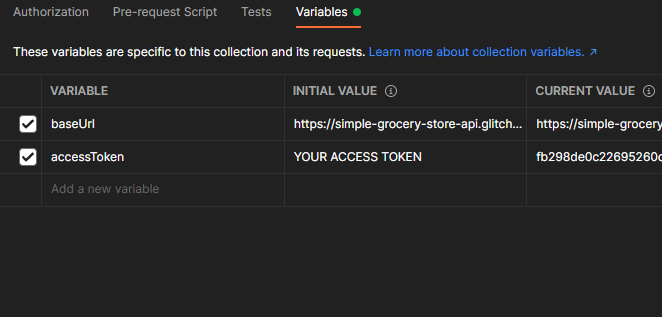 Authorization Pre-request Script Tests Variables
These variables are specific to this collection and its requests. Learn more about collection variables. ↗
VARIABLE INITIAL VALUE CURRENT VALUE
baseUrl https://simple-grocery-store-api.glitch... https://simple-grocery
accessToken YOUR ACCESS TOKEN fb298de0c22695260c
Add a new variable